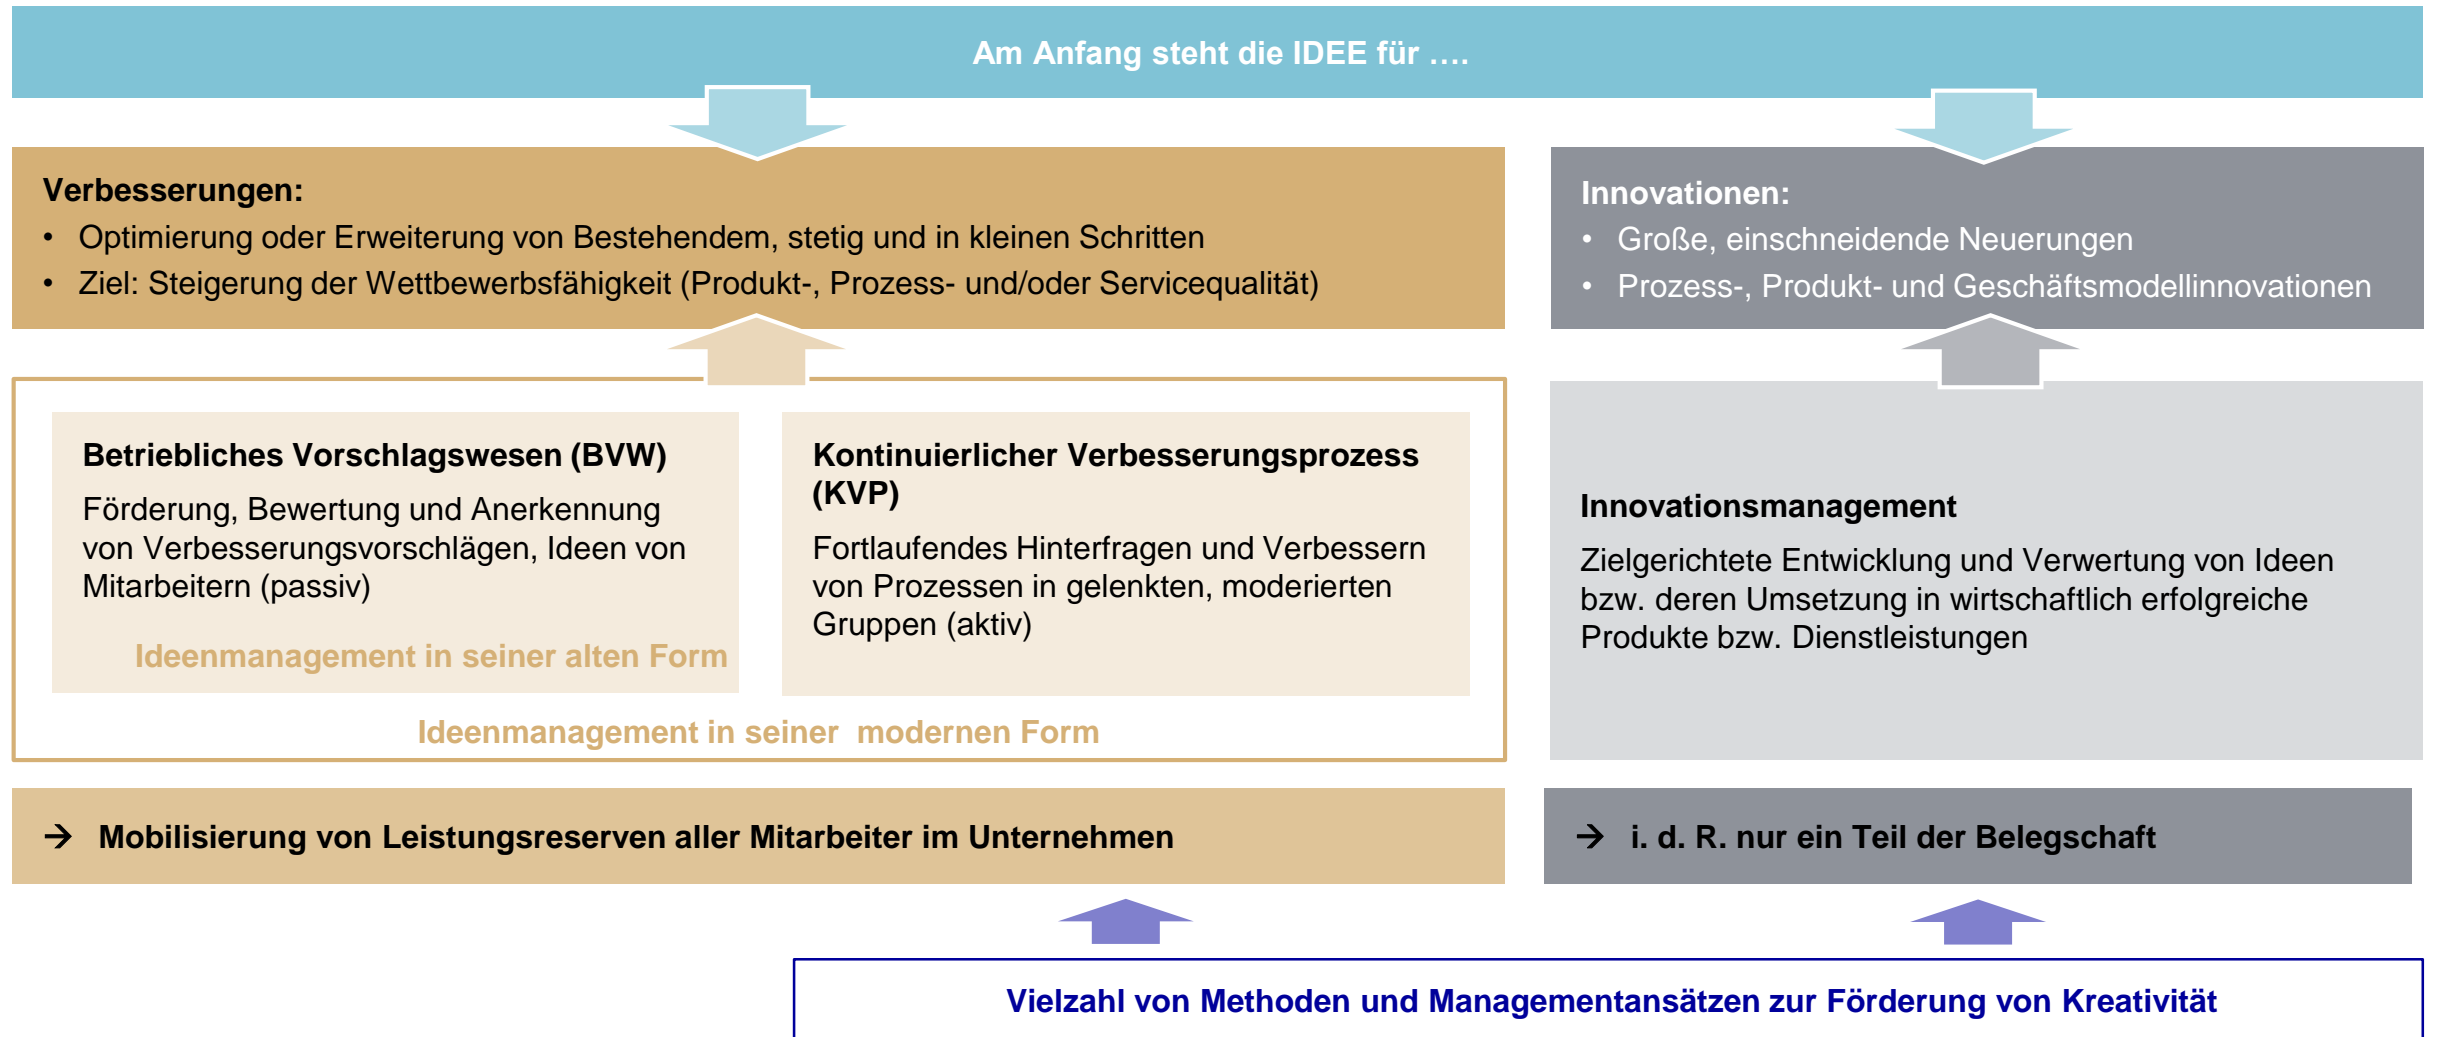 Am Anfang steht die IDEE für ….
Verbesserungen:
• Optimierung oder Erweiterung von Bestehendem, stetig und in kleinen Schritten
• Ziel: Steigerung der Wettbewerbsfähigkeit (Produkt-, Prozess- und/oder Servicequalität)
Innovationen:
• Große, einschneidende Neuerungen
• Prozess-, Produkt- und Geschäftsmodellinnovationen
Betriebliches Vorschlagswesen (BVW)
Förderung, Bewertung und Anerkennung
von Verbesserungsvorschlägen, Ideen von
Mitarbeitern (passiv)
Ideenmanagement in seiner alten Form
Kontinuierlicher Verbesserungsprozess
(KVP)
Fortlaufendes Hinterfragen und Verbessern
von Prozessen in gelenkten, moderierten
Gruppen (aktiv)
Ideenmanagement in seiner  modernen Form
Innovationsmanagement
Zielgerichtete Entwicklung und Verwertung von Ideen
bzw. deren Umsetzung in wirtschaftlich erfolgreiche
Produkte bzw. Dienstleistungen
→ Mobilisierung von Leistungsreserven aller Mitarbeiter im Unternehmen
→ i. d. R. nur ein Teil der Belegschaft
Vielzahl von Methoden und Managementansätzen zur Förderung von Kreativität